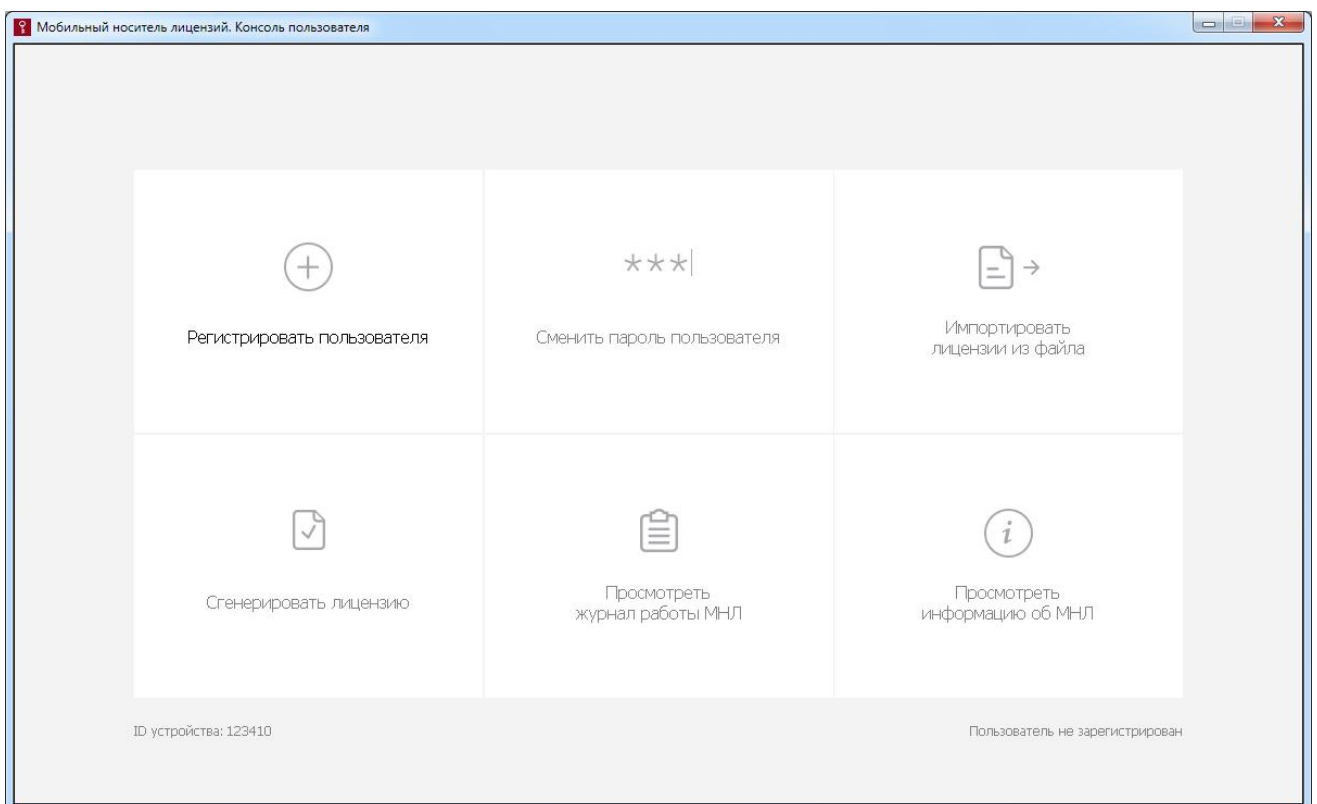 Мобильный носитель лицензий. Консоль пользователя
***
Регистрировать пользователя
Сменить пароль пользователя
Импортировать
лицензии из файла
Сгенерировать лицензию
Просмотреть
журнал работы МНЛ
Просмотреть
информацию об МНЛ
ID устройства: 123410
Пользователь не зарегистрирован